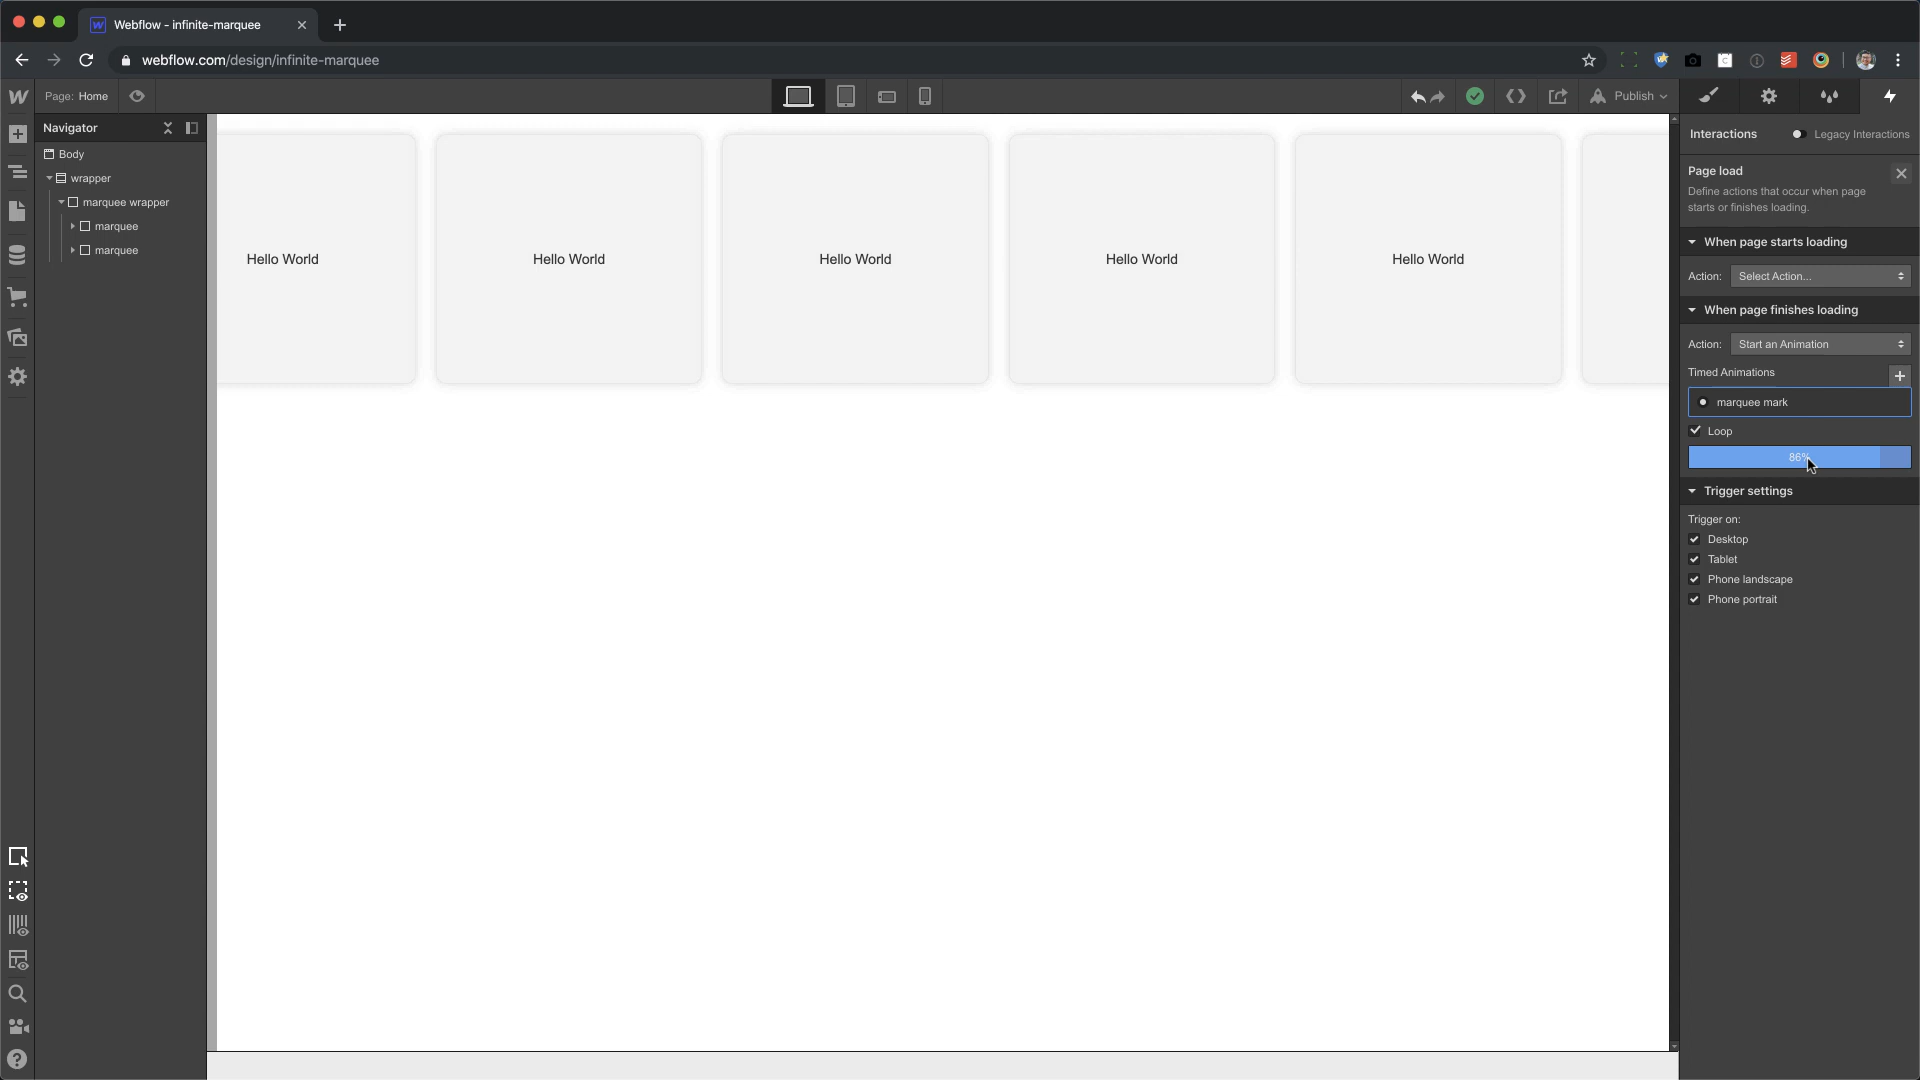 Webflow - infinite-marquee
webflow.com/design/infinite-marquee
Page: Home
Publish
Navigator
Body
wrapper
marquee wrapper
marquee
marquee
Hello World
Hello World
Hello World
Hello World
Hello World
Interactions
Legacy Interactions
Page load
Define actions that occur when page
starts or finishes loading.
When page starts loading
Action: Select Action...
When page finishes loading
Action: Start an Animation
Timed Animations
marquee mark
Loop
86%
Trigger settings
Trigger on:
Desktop
Tablet
Phone landscape
Phone portrait